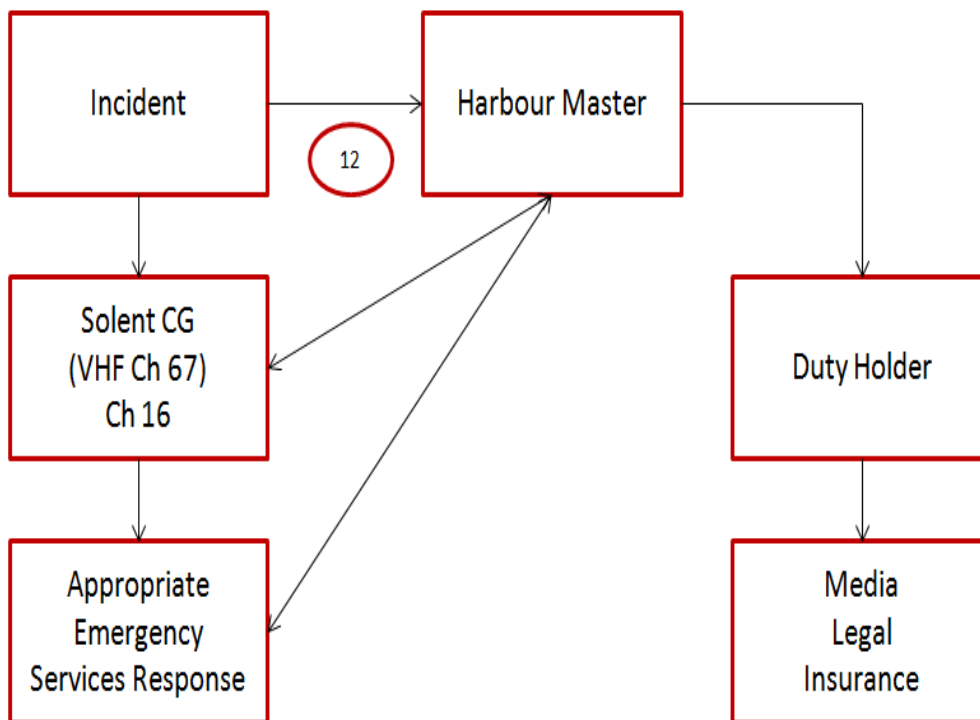 Incident
Harbour Master
12
Solent CG
(VHF Ch 67)
Ch 16
Duty Holder
Appropriate
Emergency
Services Response
Media
Legal
Insurance